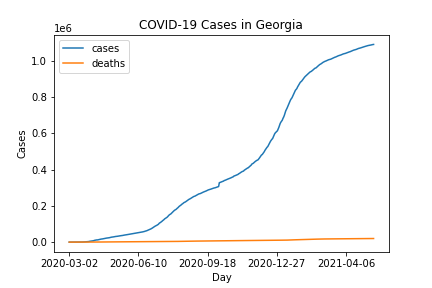 COVID-19 Cases in Georgia
1e6
cases
deaths
1.0
0.8
0.6
0.4
0.2
0.0
Cases
2020-03-02 2020-06-10 2020-09-18 2020-12-27 2021-04-06
Day